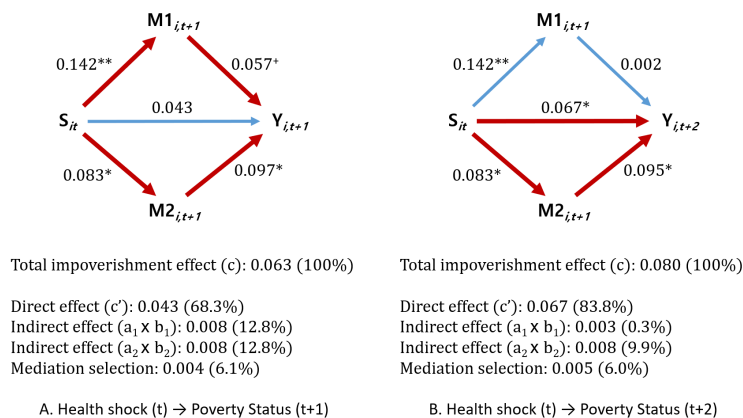 M1i,t+1
0.142**
0.057+
Sit
0.043
Yi,t+1
0.083*
0.097*
M2i,t+1
Total impoverishment effect (c): 0.063 (100%)
Direct effect (c'): 0.043 (68.3%)
Indirect effect (a1 x b1): 0.008 (12.8%)
Indirect effect (a2 x b2): 0.008 (12.8%)
Mediation selection: 0.004 (6.1%)
A. Health shock (t) → Poverty Status (t+1)
M1i,t+1
0.142**
0.002
Sit
0.067*
Yi,t+2
0.083*
0.095*
M2i,t+1
Total impoverishment effect (c): 0.080 (100%)
Direct effect (c'): 0.067 (83.8%)
Indirect effect (a1 x b1): 0.003 (0.3%)
Indirect effect (a2 x b2): 0.008 (9.9%)
Mediation selection: 0.005 (6.0%)
B. Health shock (t) → Poverty Status (t+2)